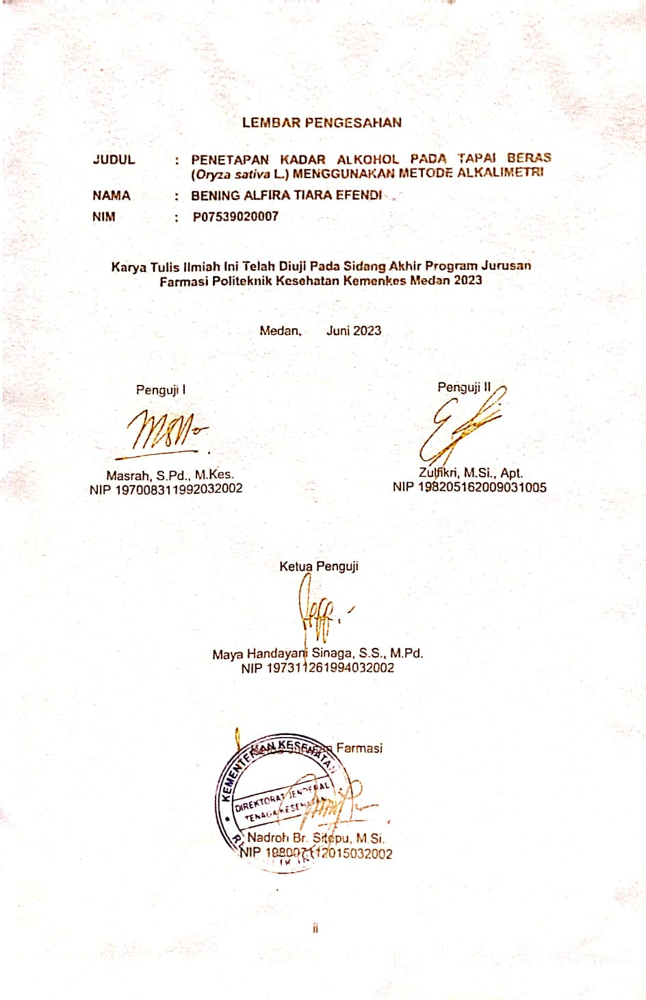 LEMBAR PENGESAHAN
JUDUL : PENETAPAN KADAR ALKOHOL PADA TAPAI BERAS
(Oryza sativa L.) MENGGUNAKAN METODE ALKALIMETRI
NAMA : BENING ALFIRA TIARA EFENDI
NIM : P07539020007
Karya Tulis Ilmiah Ini Telah Diuji Pada Sidang Akhir Program Jurusan
Farmasi Politeknik Kesehatan Kemenkes Medan 2023
Medan, Juni 2023
Penguji I
Penguji II
Masrah, S.Pd., M.Kes.
NIP 197008311992032002
Zulfikri, M.Si., Apt.
NIP 198205162009031005
Ketua Penguji
Maya Handayani Sinaga, S.S., M.Pd.
NIP 197311261994032002
Farmasi
KEMENTERIAN KESEHATAN
DIREKTORAT JENDERAL
TENAGA KESEHATAN
Nadroh Br. Sitepu, M.Si.
NIP
ii